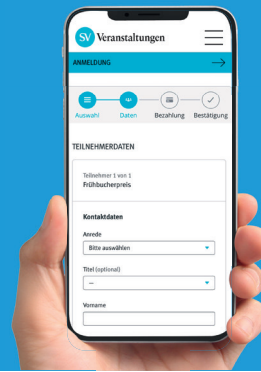 SV Veranstaltungen
ANMELDUNG
Auswahl Daten Bezahlung Bestätigung
TEILNEHMERDATEN
Teilnehmer 1 von 1
Frühbucherpreis
Kontaktdaten
Anrede
Bitte auswählen
Titel (optional)
--
Vorname